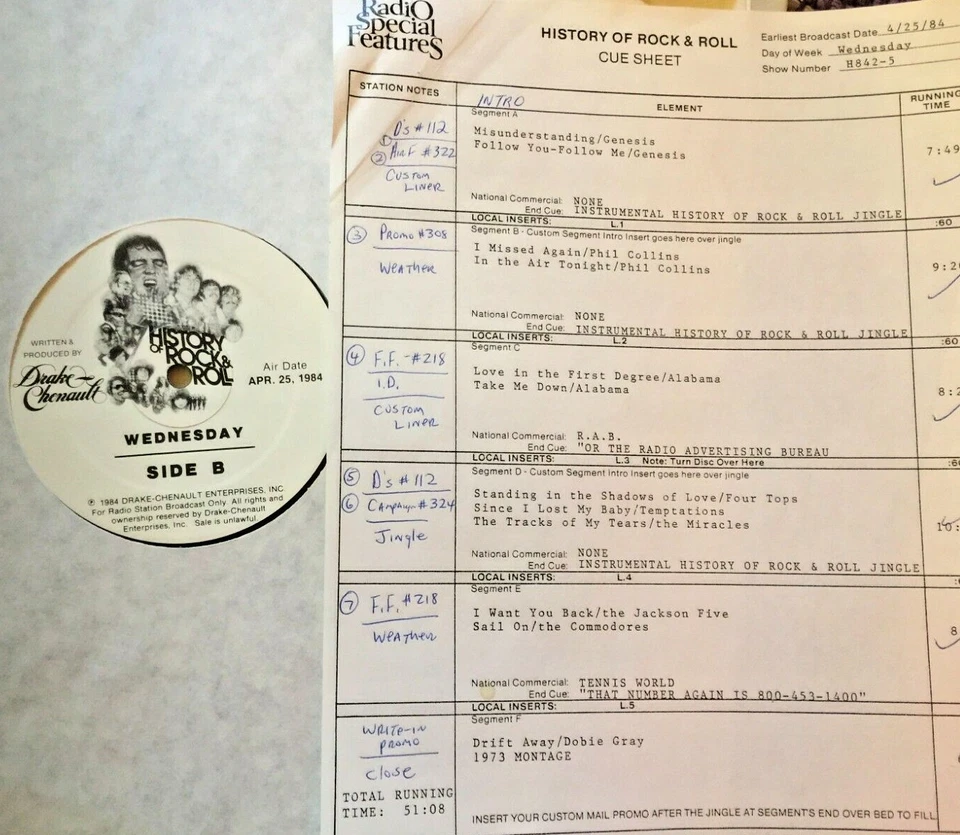 HISTORY
OF ROCK &
ROLL
WRITTEN &
PRODUCED BY
Drake-
Chenault
Air Date
APR. 25, 1984
WEDNESDAY
SIDE B
℗ 1984 DRAKE-CHENAULT ENTERPRISES, INC
For Radio Station Broadcast Only. All rights and
ownership reserved by Drake-Chenault
Enterprises, Inc. Sale is unlawful.
Radio
Special
Features
HISTORY OF ROCK & ROLL
CUE SHEET
Earliest Broadcast Date 4/25/84
Day of Week Wednesday
Show Number H842-5
STATION NOTES
INTRO
ELEMENT
RUNNING
TIME
Segment A
① D's #112
② Air F #322
CUSTOM
LINER
Misunderstanding/Genesis
Follow You-Follow Me/Genesis
7:49
National Commercial: NONE
End Cue: INSTRUMENTAL HISTORY OF ROCK & ROLL JINGLE
LOCAL INSERTS: L.1 :60
Segment B - Custom Segment Intro Insert goes here over jingle
③ Promo #308
WEATHER
I Missed Again/Phil Collins
In the Air Tonight/Phil Collins
National Commercial: NONE
End Cue: INSTRUMENTAL HISTORY OF ROCK & ROLL JINGLE
LOCAL INSERTS: L.2 :60
Segment C
④ F.F. -#218
I.D.
CUSTOM
LINER
Love in the First Degree/Alabama
Take Me Down/Alabama
National Commercial: R.A.B.
End Cue: "OR THE RADIO ADVERTISING BUREAU
LOCAL INSERTS: L.3 Note: Turn Disc Over Here
Segment D - Custom Segment Intro Insert goes here over jingle
⑤ D's #112
⑥ Campaign #324
Jingle
Standing in the Shadows of Love/Four Tops
Since I Lost My Baby/Temptations
The Tracks of My Tears/the Miracles
National Commercial: NONE
End Cue: INSTRUMENTAL HISTORY OF ROCK & ROLL JINGLE
LOCAL INSERTS: L.4
Segment E
⑦ F.F. #218
WEATHER
I Want You Back/the Jackson Five
Sail On/the Commodores
National Commercial: TENNIS WORLD
End Cue: "THAT NUMBER AGAIN IS 800-453-1400"
LOCAL INSERTS: L.5
Segment F
WRITE-IN
PROMO
close
Drift Away/Dobie Gray
1973 MONTAGE
TOTAL RUNNING
TIME: 51:08
INSERT YOUR CUSTOM MAIL PROMO AFTER THE JINGLE AT SEGMENT'S END OVER BED TO FILL